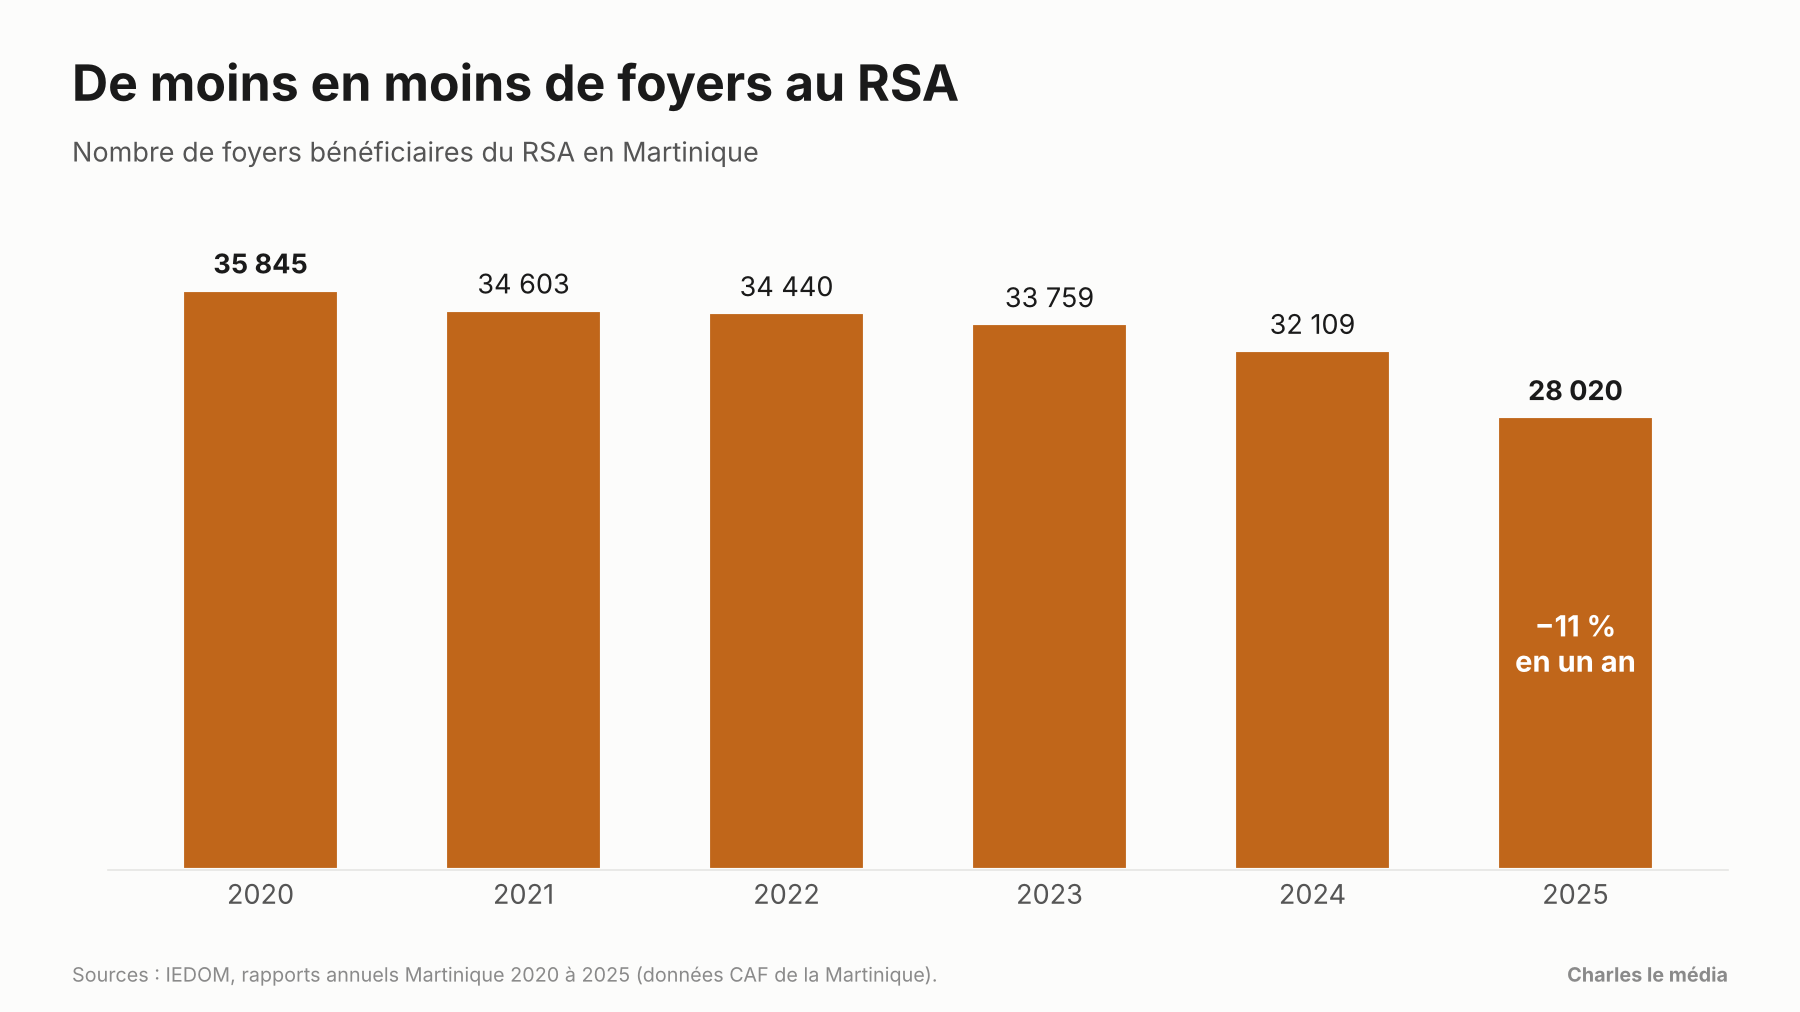 De moins en moins de foyers au RSA
Nombre de foyers bénéficiaires du RSA en Martinique
35 845
34 603
34 440
33 759
32 109
28 020
−11 %
en un an
2020
2021
2022
2023
2024
2025
Sources : IEDOM, rapports annuels Martinique 2020 à 2025 (données CAF de la Martinique).
Charles le média